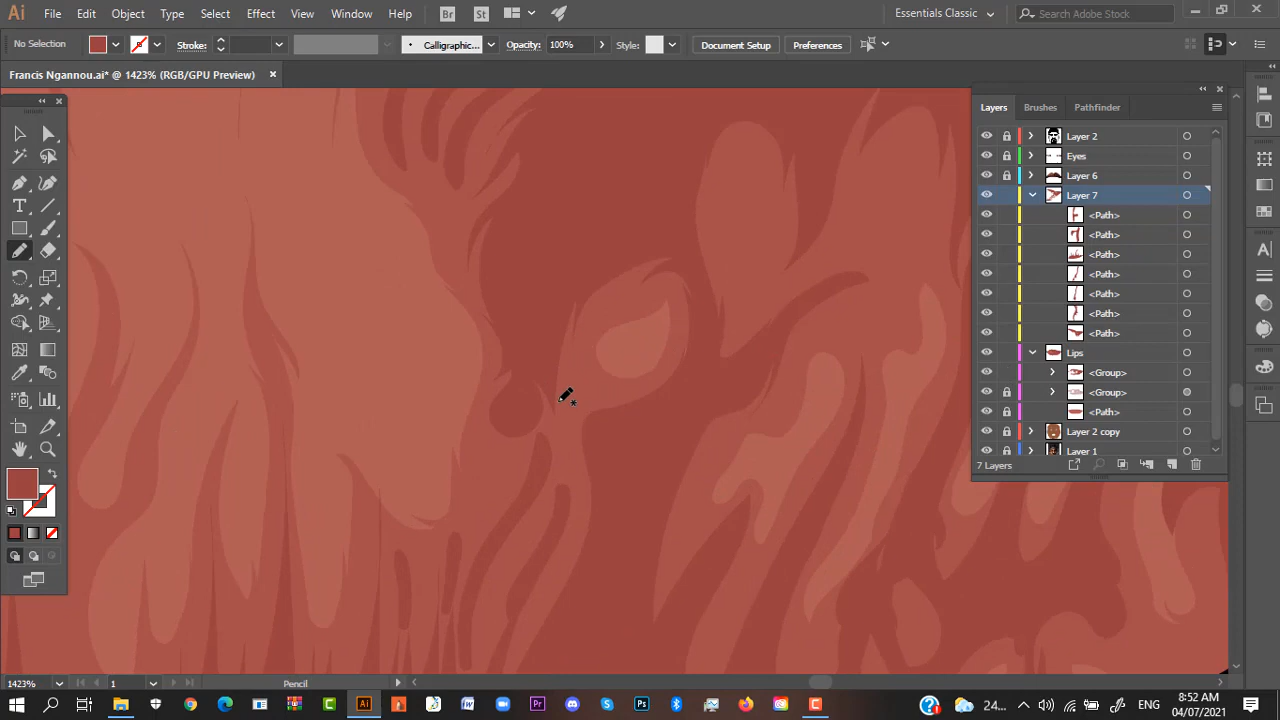 Ai File Edit Object Type Select Effect View Window Help Br St Essentials Classic Search Adobe Stock
No Selection Stroke: Calligraphic... Opacity: 100% Style: Document Setup Preferences
Francis Ngannou.ai* @ 1423% (RGB/GPU Preview)
Layers Brushes Pathfinder
Layer 2
Eyes
Layer 6
Layer 7
<Path>
<Path>
<Path>
<Path>
<Path>
<Path>
<Path>
Lips
<Group>
<Group>
<Path>
Layer 2 copy
Layer 1
7 Layers
1423% 1 Pencil
24... ENG 8:52 AM
04/07/2021